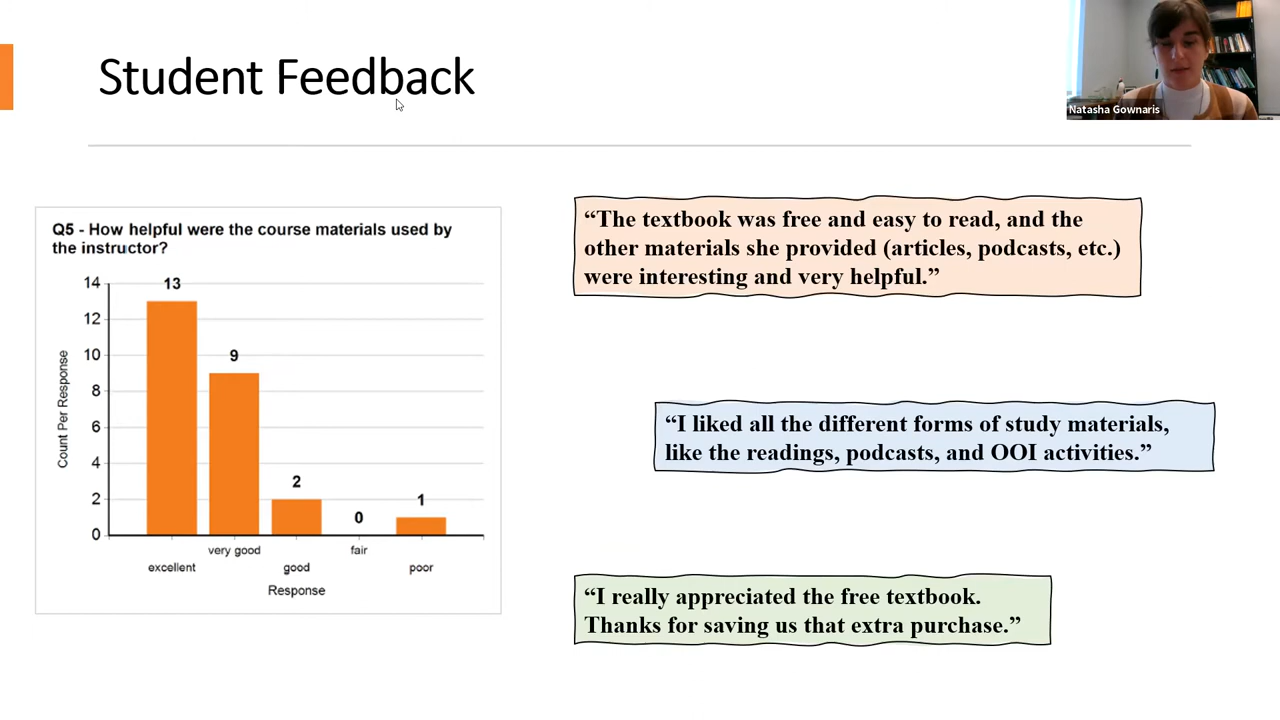 Student Feedback
Natasha Gownaris
Q5 - How helpful were the course materials used by
the instructor?
14
12
10
8
6
4
2
0
Count Per Response
13
9
2
0
1
excellent
very good
good
fair
poor
Response
“The textbook was free and easy to read, and the
other materials she provided (articles, podcasts, etc.)
were interesting and very helpful.”
“I liked all the different forms of study materials,
like the readings, podcasts, and OOI activities.”
“I really appreciated the free textbook.
Thanks for saving us that extra purchase.”